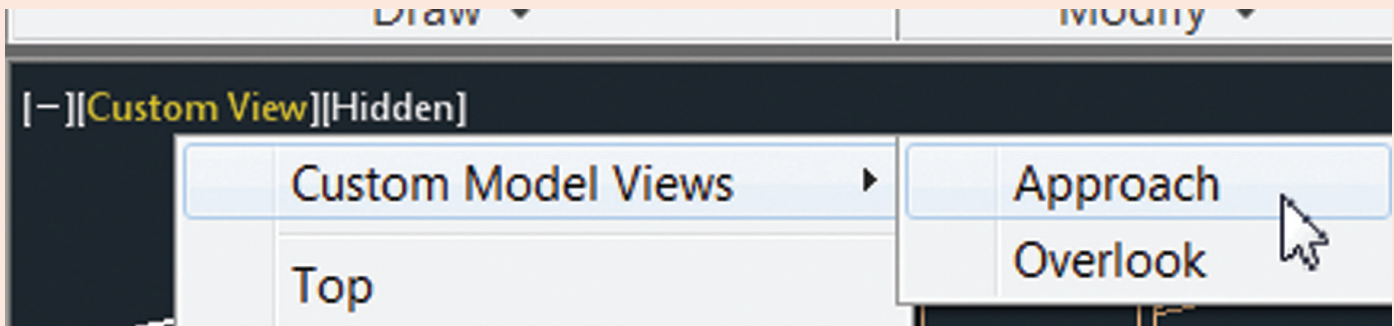 Draw Modify
[−][Custom View][Hidden]
Custom Model Views Approach
Overlook
Top